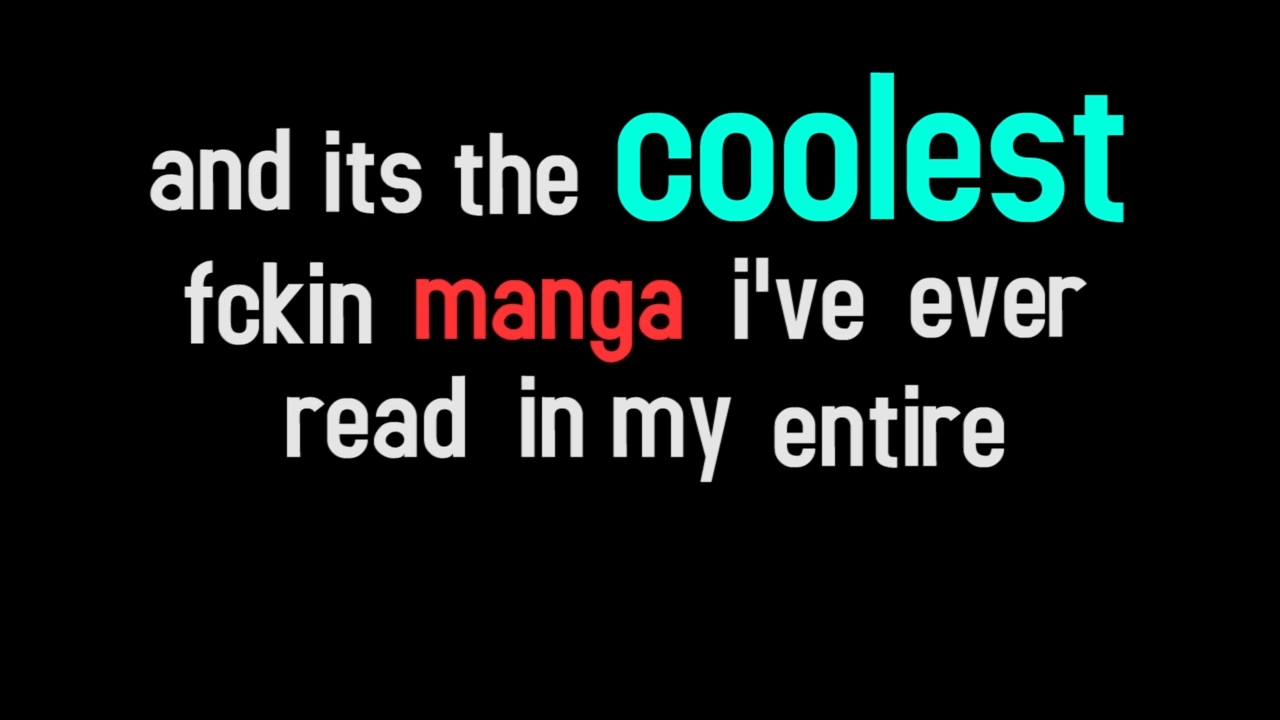 and its the coolest
fckin manga i've ever
read in my entire